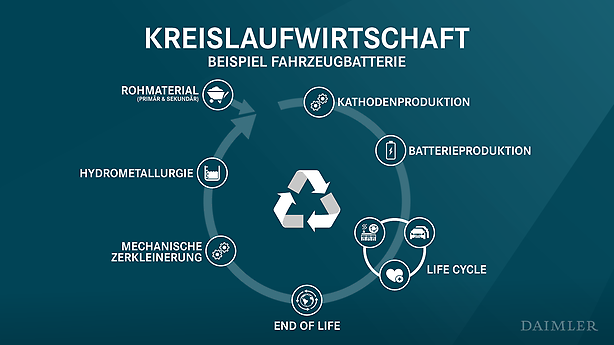 KREISLAUFWIRTSCHAFT
BEISPIEL FAHRZEUGBATTERIE
ROHMATERIAL
(PRIMÄR & SEKUNDÄR)
KATHODENPRODUKTION
BATTERIEPRODUKTION
HYDROMETALLURGIE
MECHANISCHE
ZERKLEINERUNG
LIFE CYCLE
END OF LIFE
DAIMLER